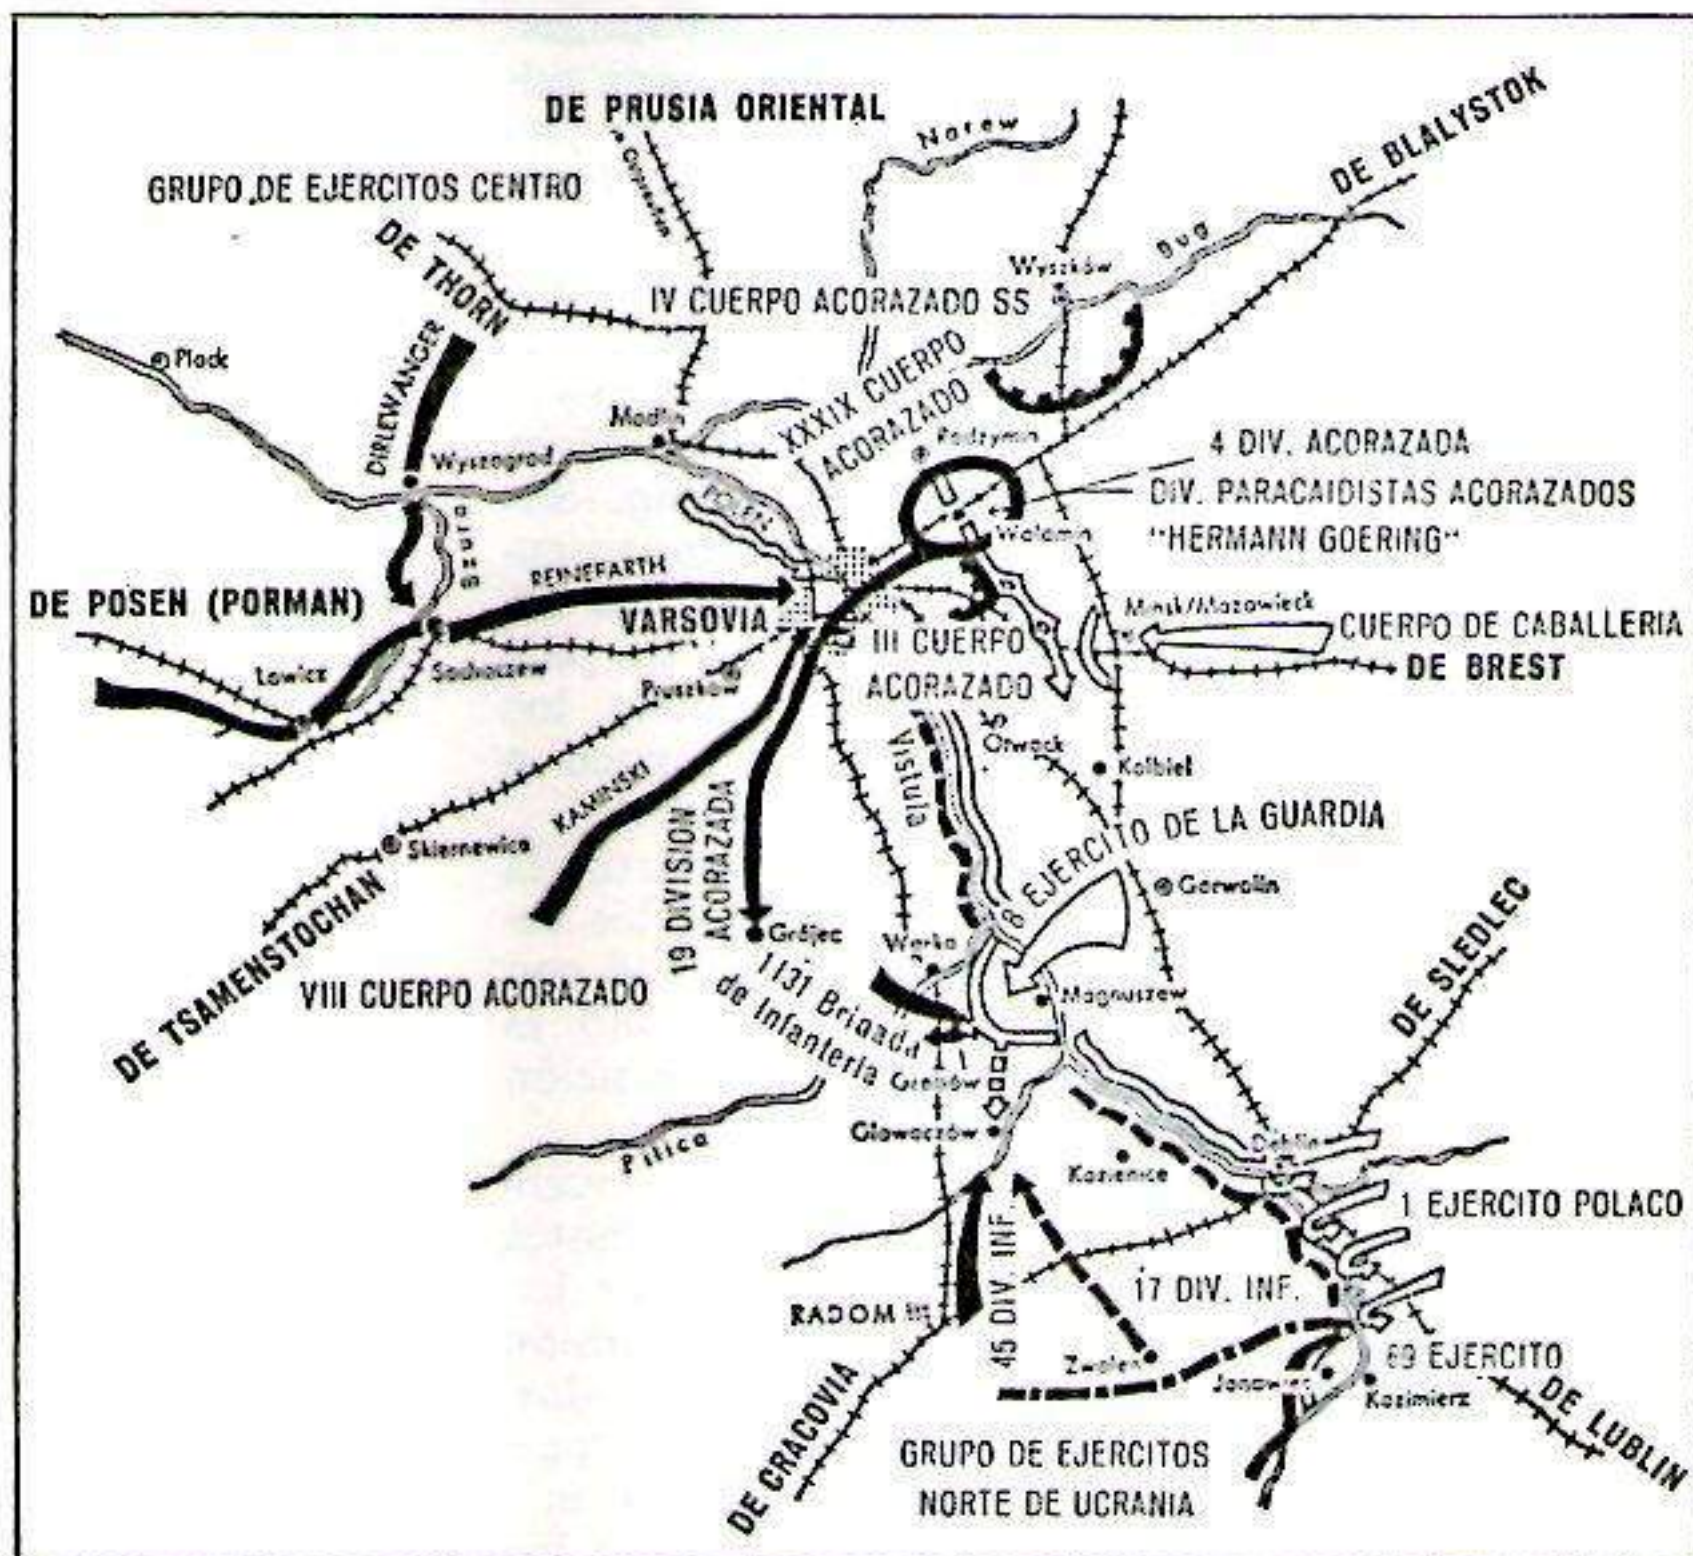 DE PRUSIA ORIENTAL
Ostpreußen
Narew
DE BLALYSTOK
GRUPO DE EJERCITOS CENTRO
DE THORN
Bug
Wyszków
IV CUERPO ACORAZADO SS
DIRLEWANGER
Plock
XXXIX CUERPO
ACORAZADO
Modlin
Radzymin
4 DIV. ACORAZADA
Wyszogrod
DIV. PARACAIDISTAS ACORAZADOS
"HERMANN GOERING"
Wolomin
Bzura
REINEFARTH
DE POSEN (PORMAN)
VARSOVIA
Minsk/Mazowieck
CUERPO DE CABALLERIA
DE BREST
III CUERPO
ACORAZADO
Lowicz
Sochaczew
Pruszków
Otwock
Vistula
Kolbiel
KAMINSKI
19 DIVISION
ACORAZADA
8 EJERCITO DE LA GUARDIA
Skiernewice
Garwolin
DE TSAMENSTOCHAN
Grójec
Warka
DE SLEDLEC
VIII CUERPO ACORAZADO
1131 Brigada
de Infanteria
Magnuszew
Glowaczów
Pilica
Deblin
Kozienice
1 EJERCITO POLACO
45 DIV. INF.
17 DIV. INF.
RADOM
Zwolen
Janowiec
69 EJERCITO
Kazimierz
DE LUBLIN
DE CRACOVIA
GRUPO DE EJERCITOS
NORTE DE UCRANIA